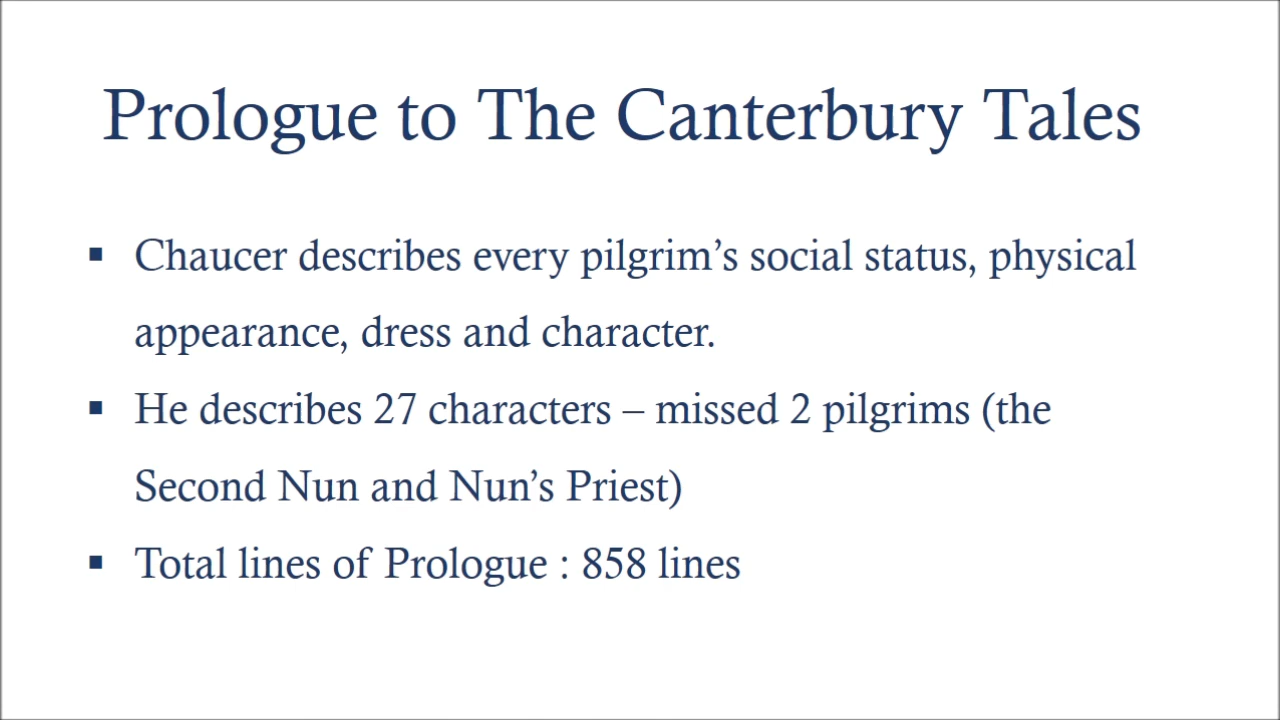 Prologue to The Canterbury Tales
▪ Chaucer describes every pilgrim’s social status, physical
appearance, dress and character.
▪ He describes 27 characters – missed 2 pilgrims (the
Second Nun and Nun’s Priest)
▪ Total lines of Prologue : 858 lines